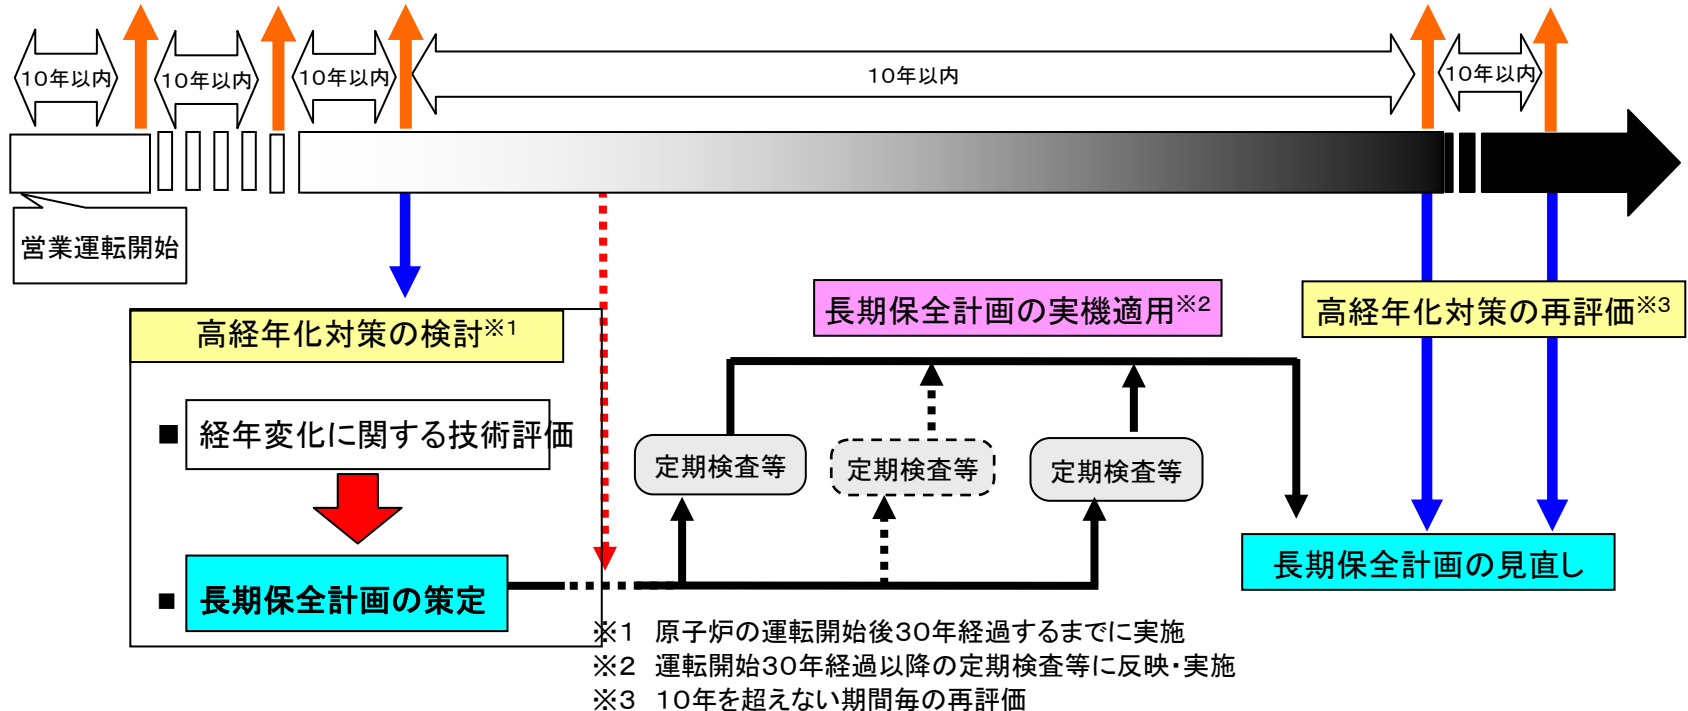 10年以内
10年以内
10年以内
10年以内
10年以内
営業運転開始
長期保全計画の実機適用※2
高経年化対策の再評価※3
高経年化対策の検討※1
■ 経年変化に関する技術評価
定期検査等
定期検査等
定期検査等
長期保全計画の見直し
■ 長期保全計画の策定
※1 原子炉の運転開始後30年経過するまでに実施
※2 運転開始30年経過以降の定期検査等に反映・実施
※3 10年を超えない期間毎の再評価